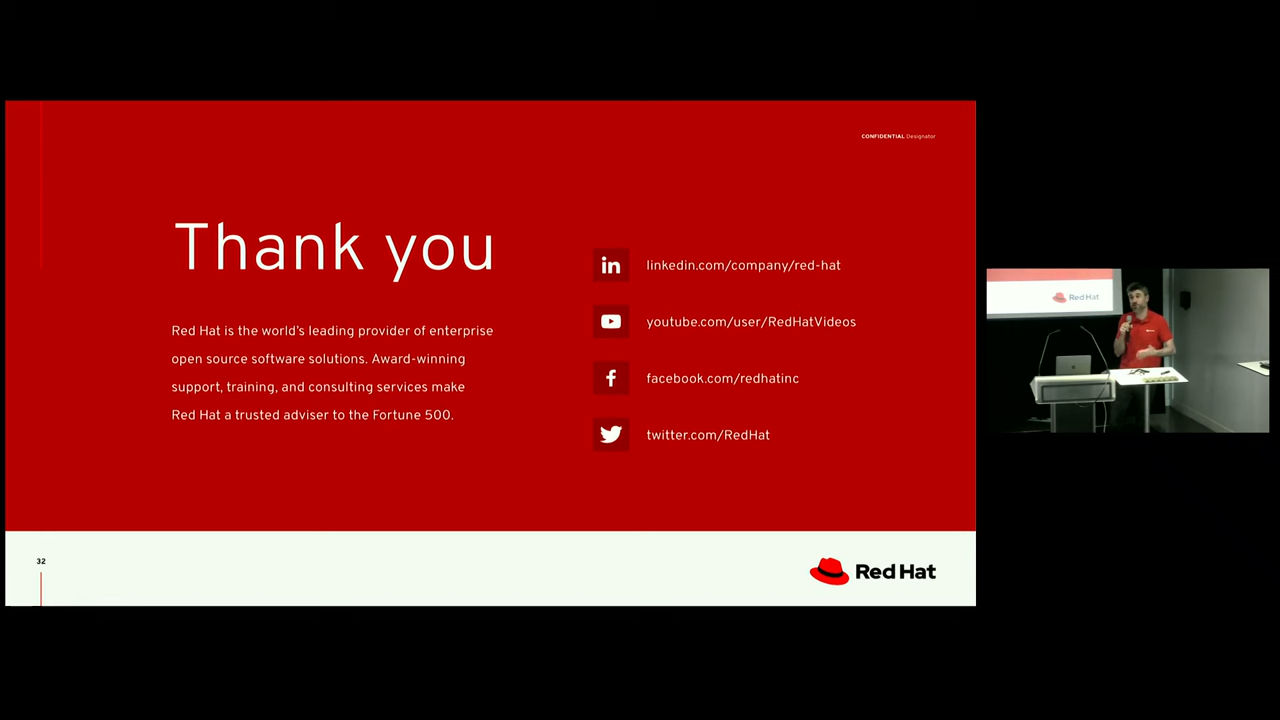 CONFIDENTIAL Designator
Thank you
Red Hat is the world's leading provider of enterprise
open source software solutions. Award-winning
support, training, and consulting services make
Red Hat a trusted adviser to the Fortune 500.
linkedin.com/company/red-hat
youtube.com/user/RedHatVideos
facebook.com/redhatinc
twitter.com/RedHat
32
Red Hat
Red Hat